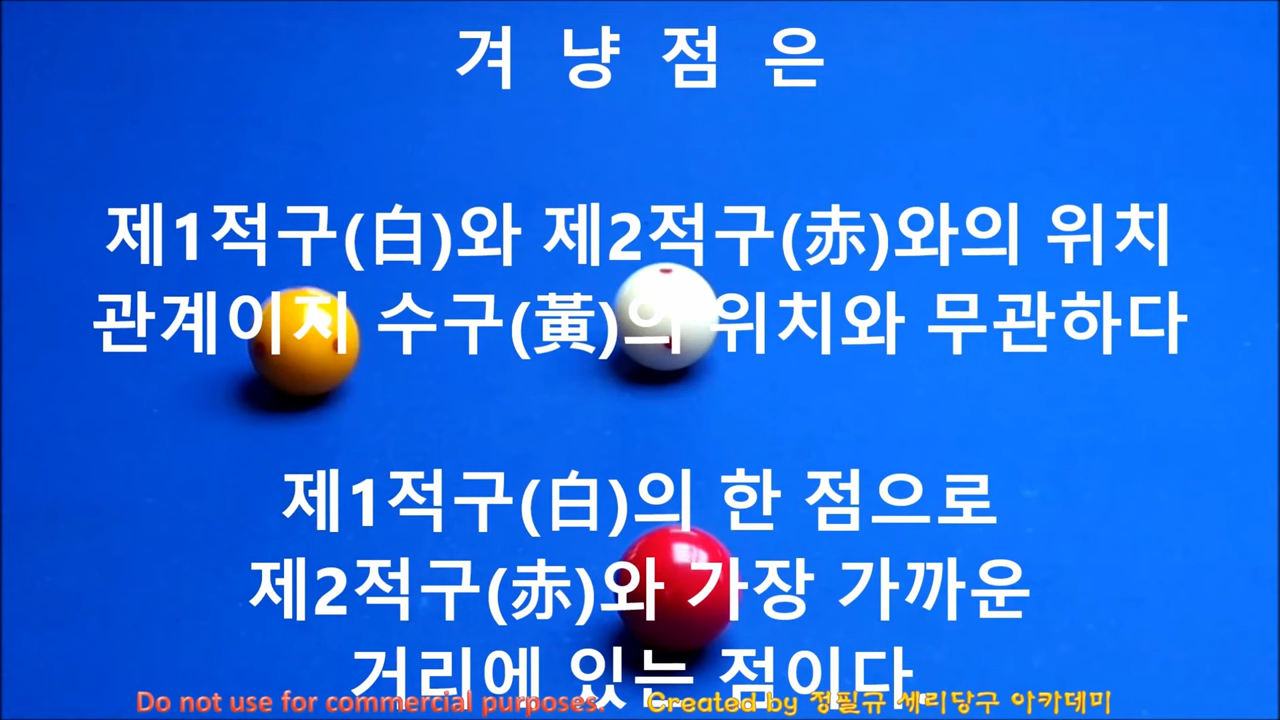 겨 냥 점 은
제1적구(白)와 제2적구(赤)와의 위치
관계이지 수구(黃)의 위치와 무관하다
제1적구(白)의 한 점으로
제2적구(赤)와 가장 가까운
거리에 있는 점이다.
Do not use for commercial purposes. Created by 정필규 세리당구 아카데미